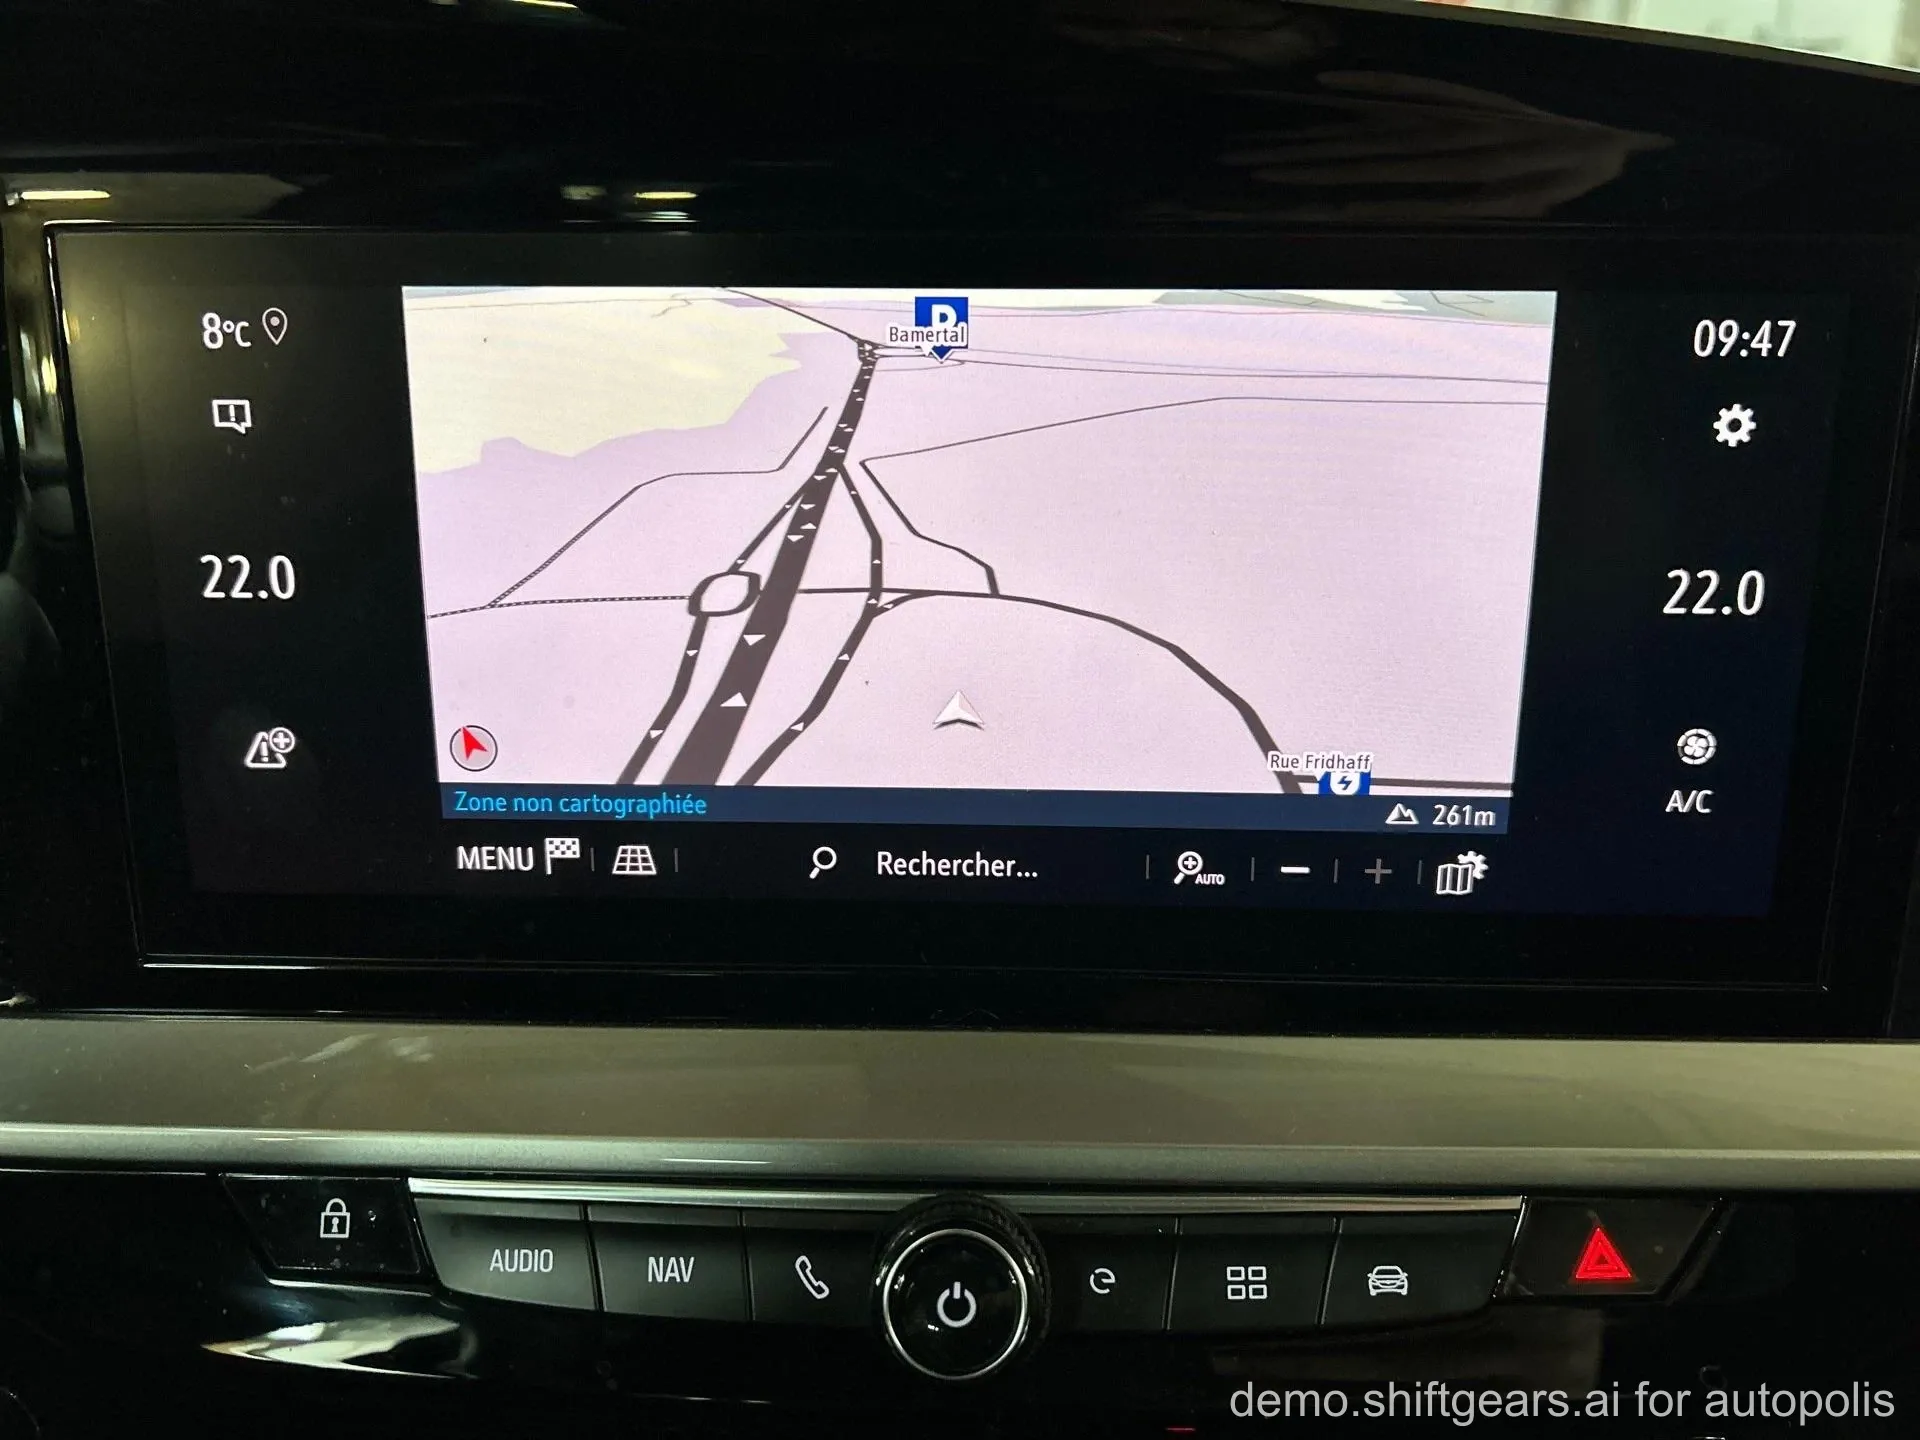 8°C
09:47
P
Bamertal
22.0
22.0
Rue Fridhaff
Zone non cartographiée
261m
A/C
MENU
Rechercher...
AUTO
AUDIO
NAV
demo.shiftgears.ai for autopolis